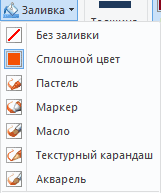 Заливка
Без заливки
Сплошной цвет
Пастель
Маркер
Масло
Текстурный карандаш
Акварель